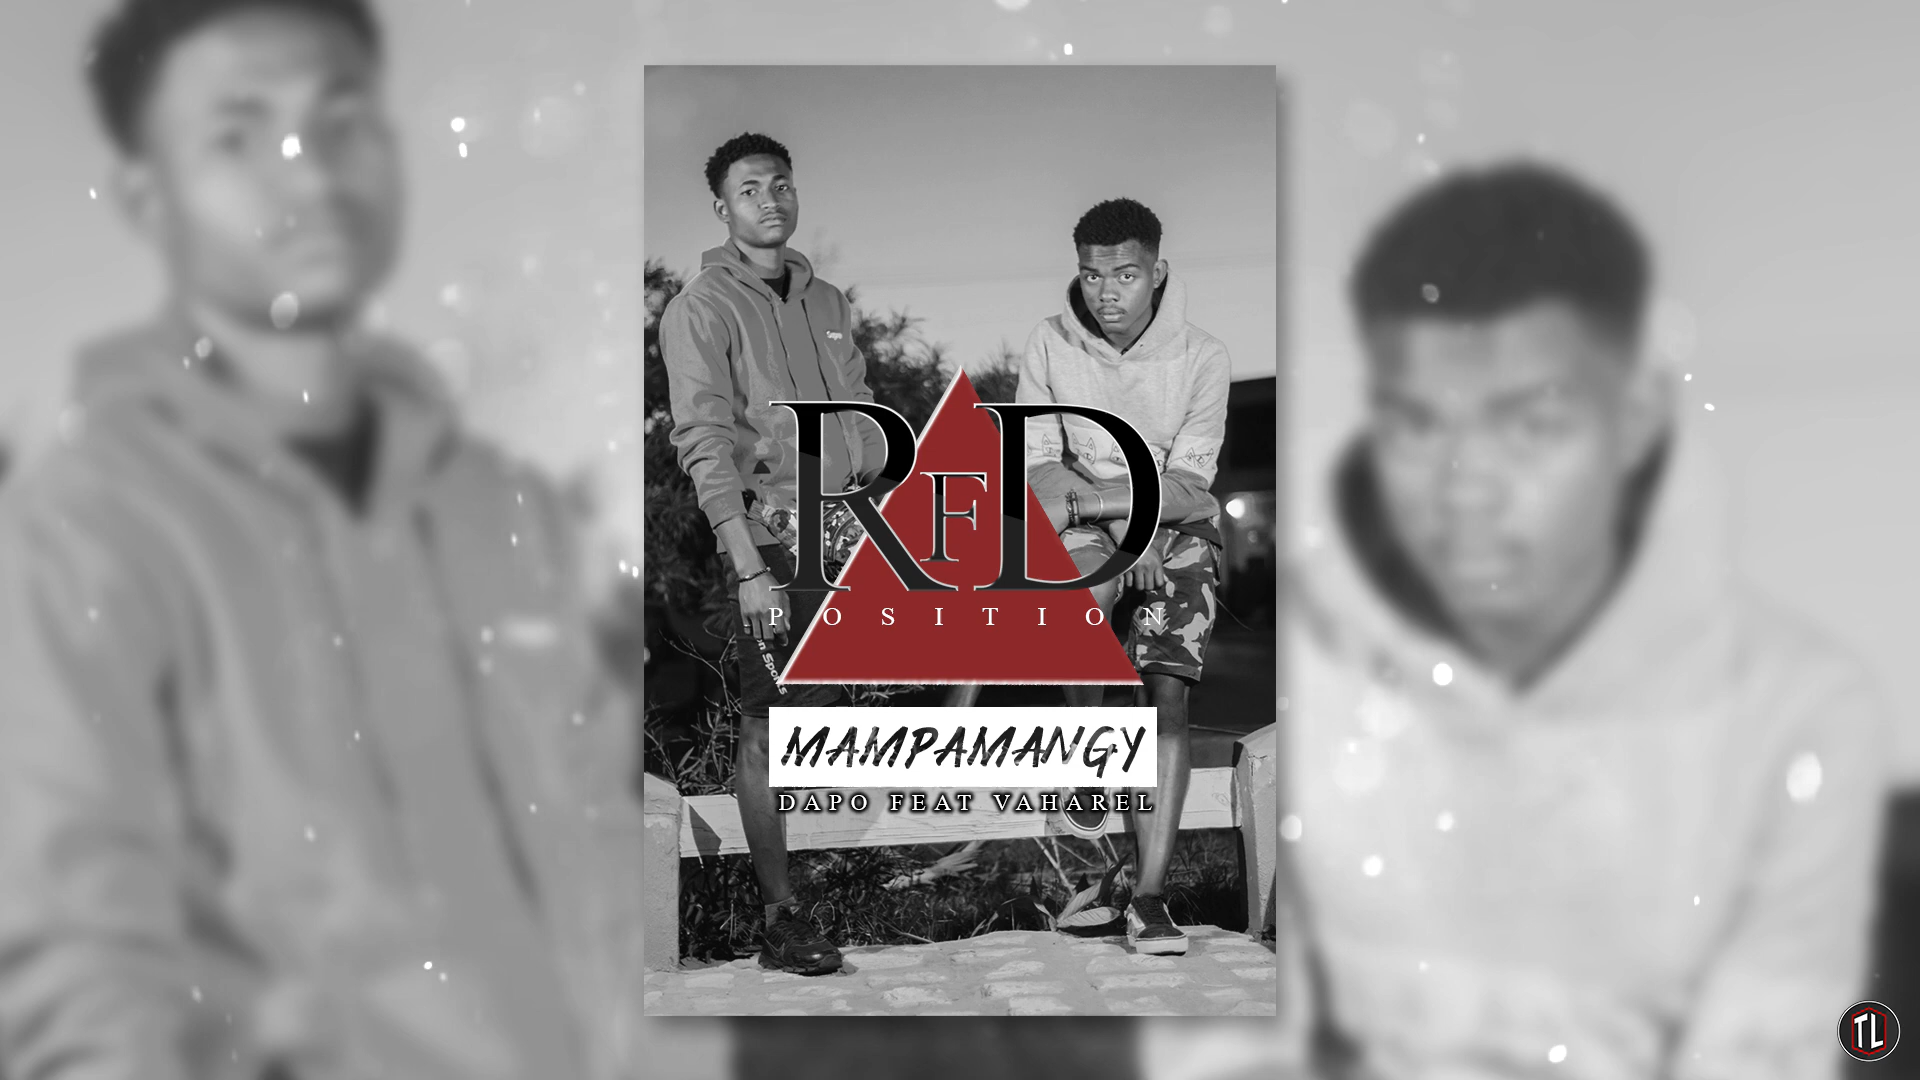 RFD
POSITION
MAMPAMANGY
DAPO FEAT VAHAREL
TL